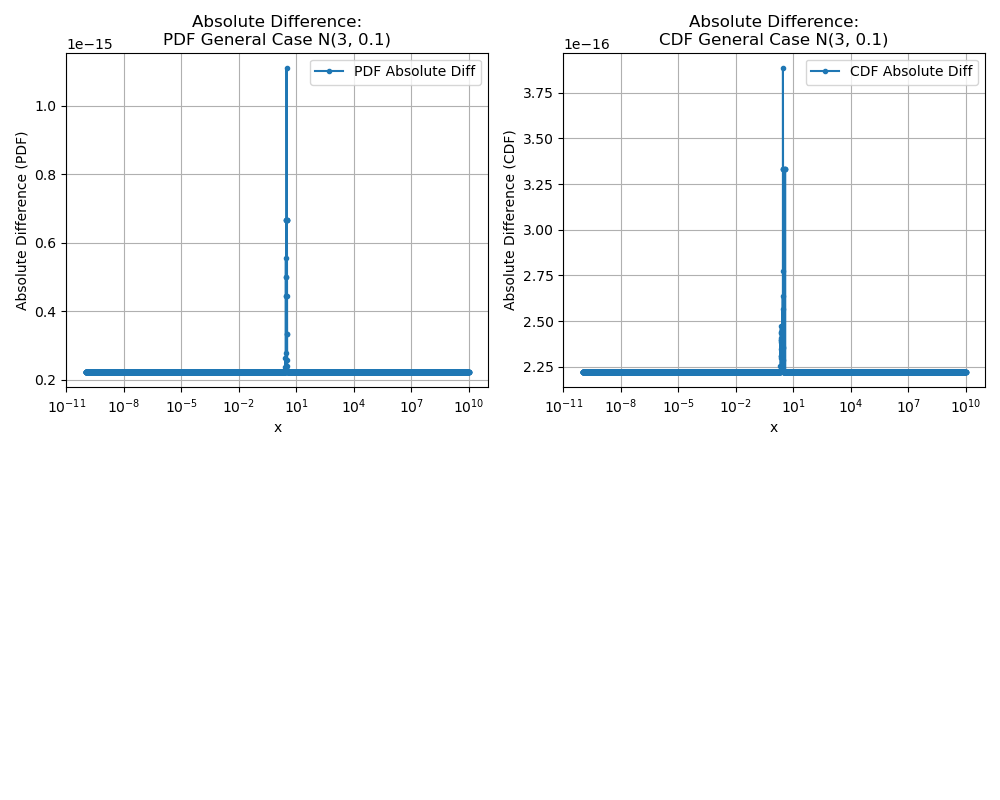 Absolute Difference:
PDF General Case N(3, 0.1)
1e−15
PDF Absolute Diff
Absolute Difference (PDF)
1.0
0.8
0.6
0.4
0.2
10⁻¹¹ 10⁻⁸ 10⁻⁵ 10⁻² 10¹ 10⁴ 10⁷ 10¹⁰
x
Absolute Difference:
CDF General Case N(3, 0.1)
1e−16
CDF Absolute Diff
Absolute Difference (CDF)
3.75
3.50
3.25
3.00
2.75
2.50
2.25
10⁻¹¹ 10⁻⁸ 10⁻⁵ 10⁻² 10¹ 10⁴ 10⁷ 10¹⁰
x